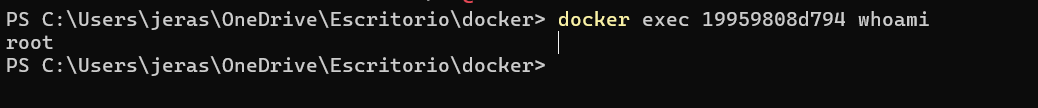 PS C:\Users\jeras\OneDrive\Escritorio\docker> docker exec 19959808d794 whoami
root
PS C:\Users\jeras\OneDrive\Escritorio\docker>